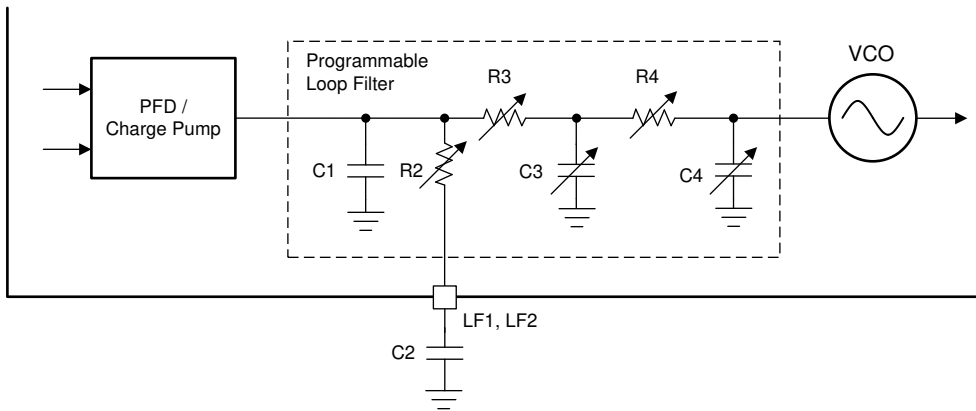 Programmable
Loop Filter
VCO
R3
R4
PFD /
Charge Pump
C1
R2
C3
C4
LF1, LF2
C2